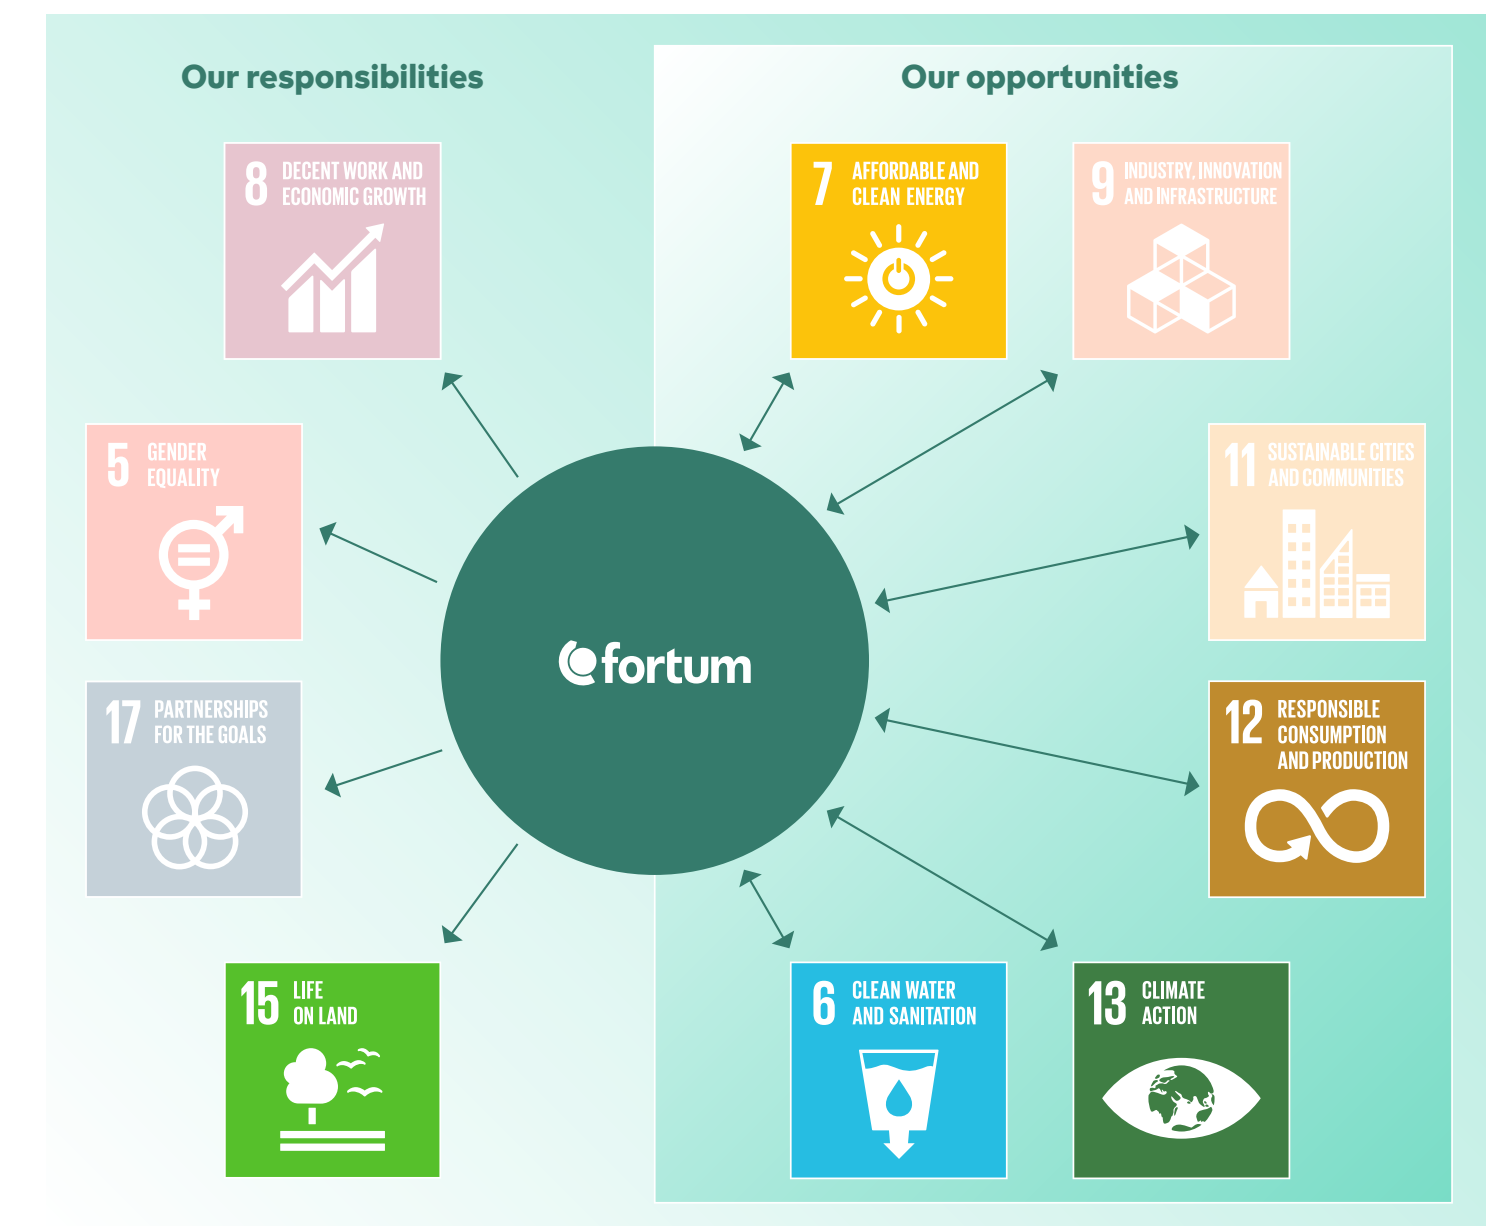 Our responsibilities
8 DECENT WORK AND
ECONOMIC GROWTH
5 GENDER
EQUALITY
17 PARTNERSHIPS
FOR THE GOALS
15 LIFE
ON LAND
fortum
Our opportunities
7 AFFORDABLE AND
CLEAN ENERGY
9 INDUSTRY, INNOVATION
AND INFRASTRUCTURE
11 SUSTAINABLE CITIES
AND COMMUNITIES
12 RESPONSIBLE
CONSUMPTION
AND PRODUCTION
6 CLEAN WATER
AND SANITATION
13 CLIMATE
ACTION